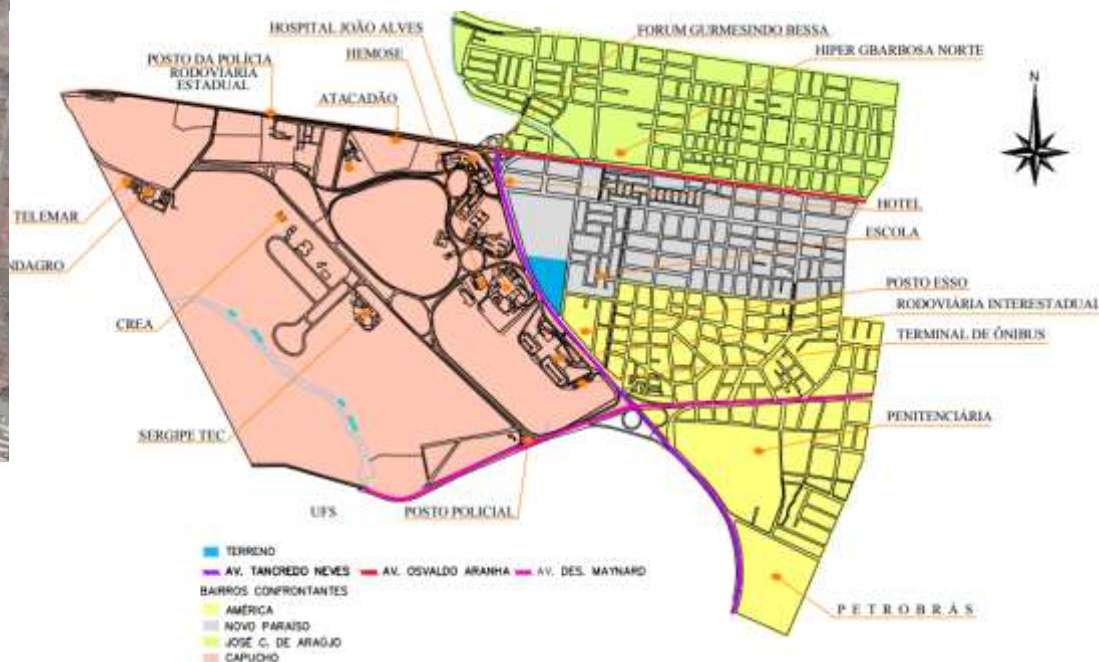 HOSPITAL JOÃO ALVES
FORUM GURMESINDO BESSA
POSTO DA POLÍCIA
RODOVIÁRIA
ESTADUAL
HEMOSE
HIPER GBARBOSA NORTE
ATACADÃO
N
TELEMAR
HOTEL
ESCOLA
NDAGRO
POSTO ESSO
RODOVIÁRIA INTERESTADUAL
CREA
TERMINAL DE ÔNIBUS
SERGIPE TEC
PENITENCIÁRIA
UFS
POSTO POLICIAL
TERRENO
AV. TANCREDO NEVES AV. OSVALDO ARANHA AV. DES. MAYNARD
BAIRROS CONFRONTANTES
AMÉRICA
PETROBRÁS
NOVO PARAÍSO
JOSÉ C. DE ARAÚJO
CAPUCHO